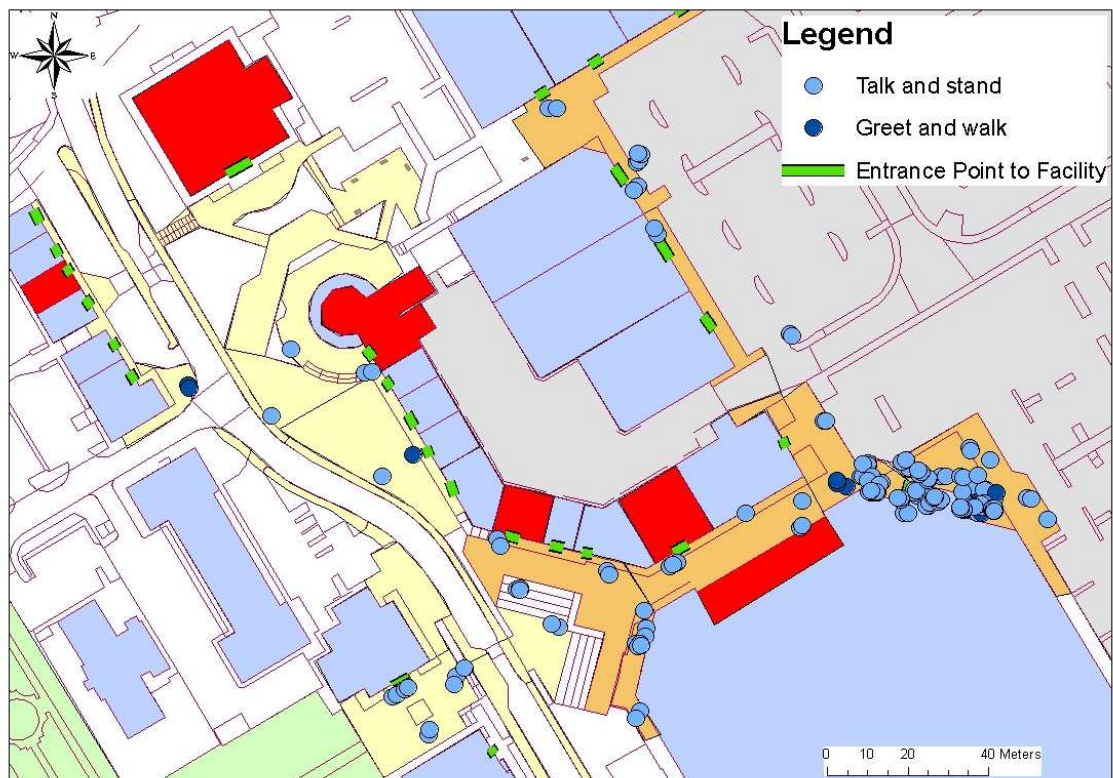 N
W E
S
Legend
Talk and stand
Greet and walk
Entrance Point to Facility
0 10 20 40 Meters